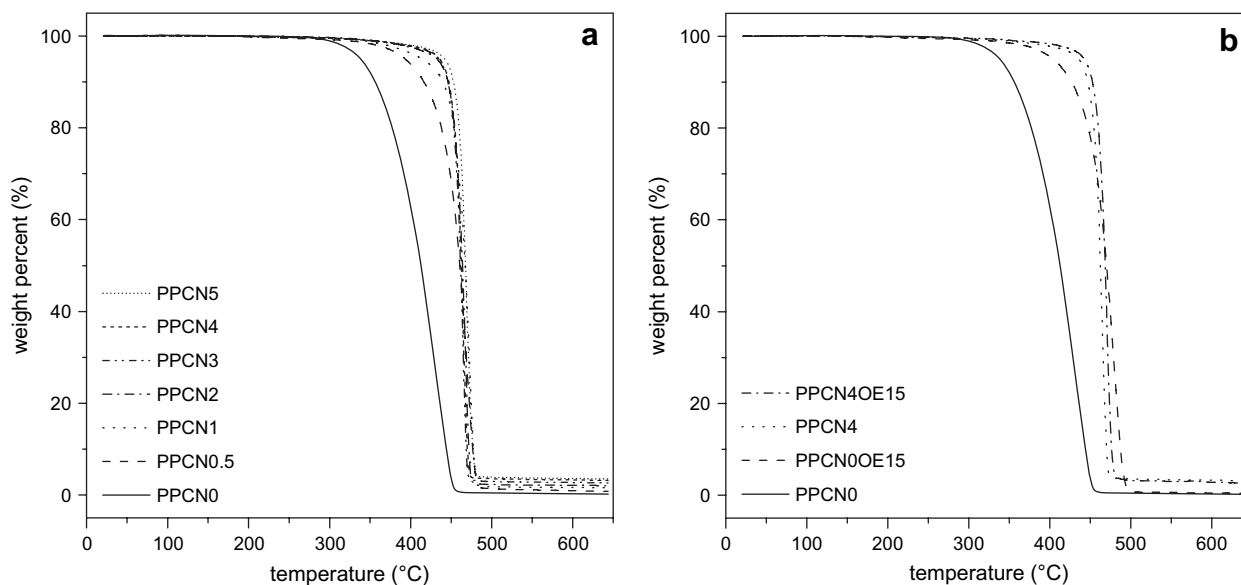 a
100
80
60
40
20
0
weight percent (%)
PPCN5
PPCN4
PPCN3
PPCN2
PPCN1
PPCN0.5
PPCN0
0 100 200 300 400 500 600
temperature (°C)
b
100
80
60
40
20
0
weight percent (%)
PPCN4OE15
PPCN4
PPCN0OE15
PPCN0
0 100 200 300 400 500 600
temperature (°C)